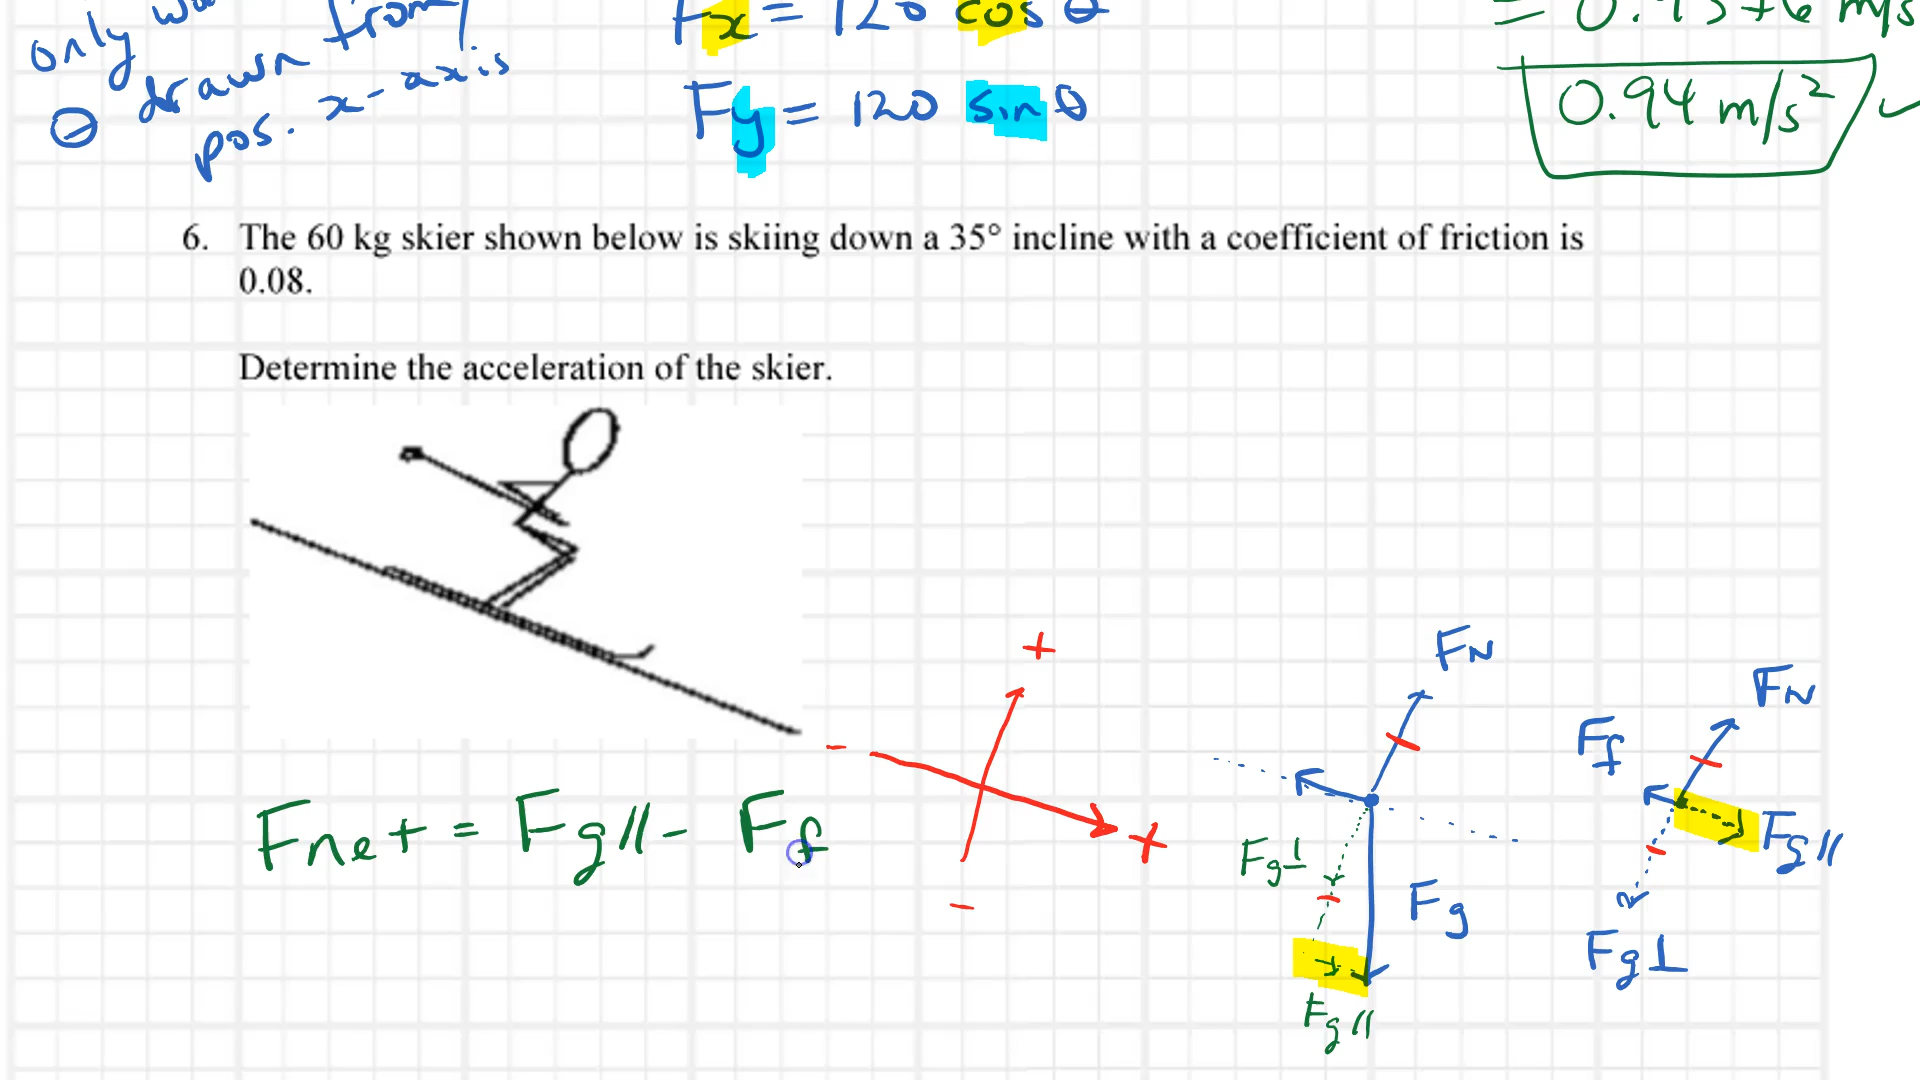 only
θ drawn from
pos. x-axis
Fx = 120 cos θ
Fy = 120 sin θ
0.94 m/s²
6. The 60 kg skier shown below is skiing down a 35° incline with a coefficient of friction is
0.08.
Determine the acceleration of the skier.
Fnet = Fg// - Ff
+
-
+
-
FN
Fg⊥
Fg
Fg//
FN
Ff
Fg//
Fg⊥